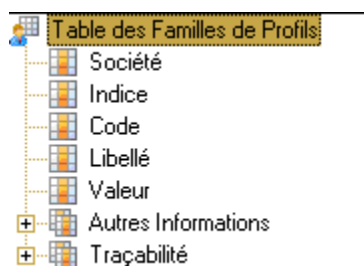 Table des Familles de Profils
Société
Indice
Code
Libellé
Valeur
Autres Informations
Traçabilité